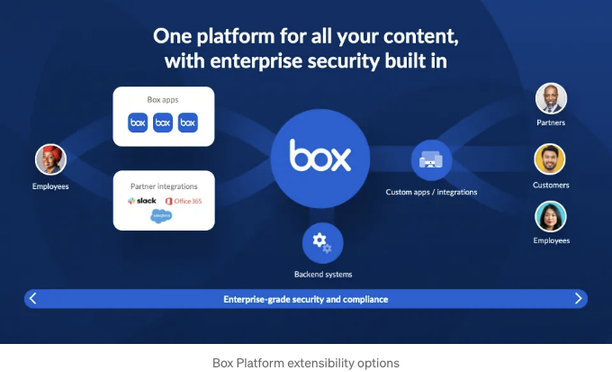 One platform for all your content,
with enterprise security built in
Box apps
box box box
Employees
Partner integrations
slack Office 365
salesforce
box
Backend systems
Custom apps / integrations
Partners
Customers
Employees
Enterprise-grade security and compliance
Box Platform extensibility options